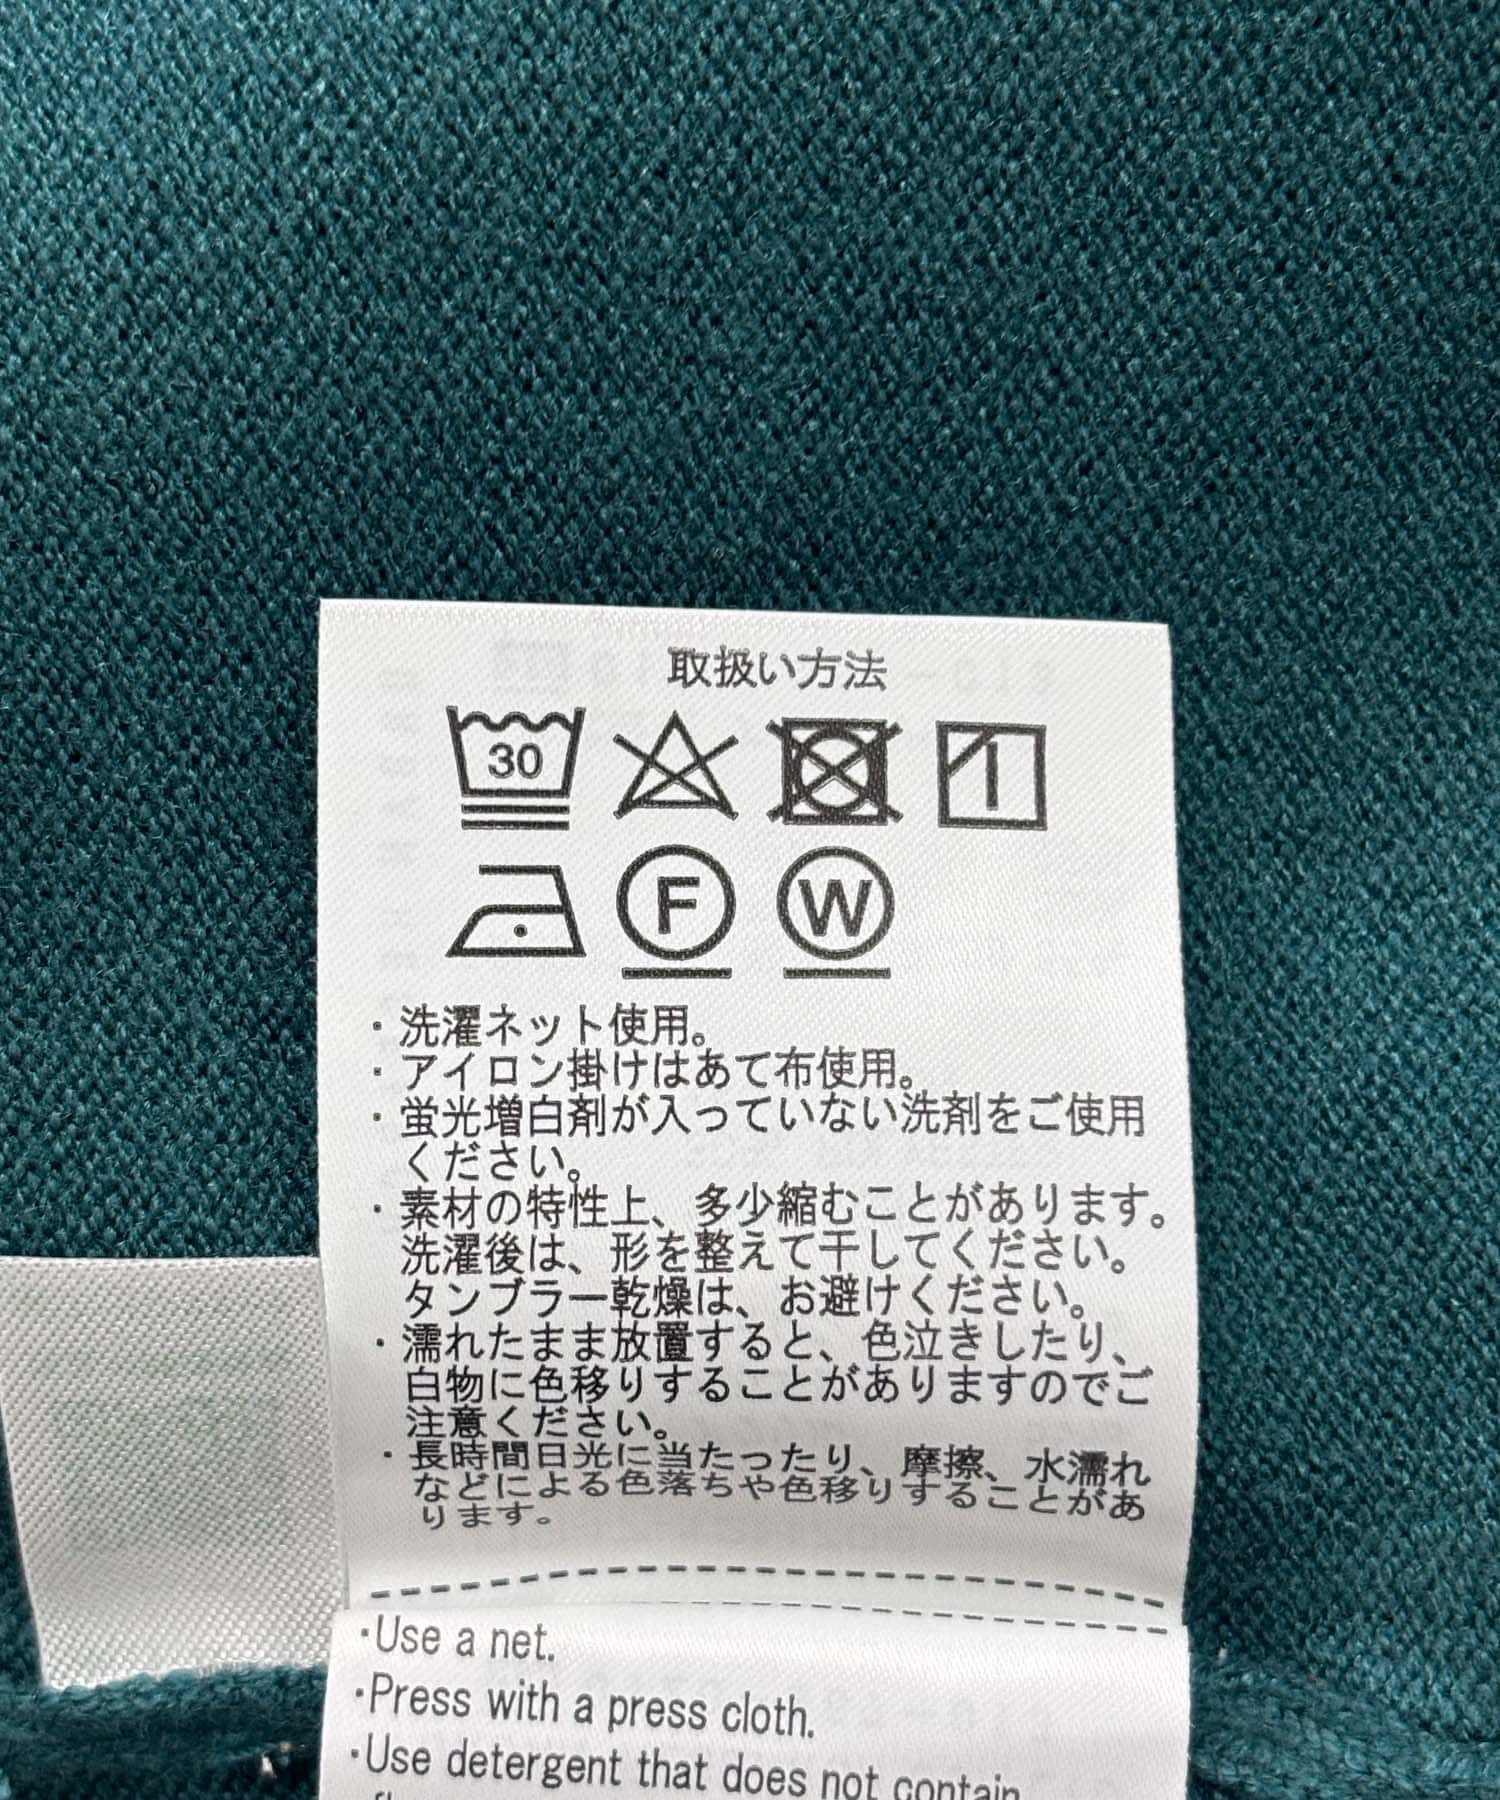 取扱い方法
30
F W
・洗濯ネット使用。
・アイロン掛けはあて布使用。
・蛍光増白剤が入っていない洗剤をご使用
ください。
・素材の特性上、多少縮むことがあります。
洗濯後は、形を整えて干してください。
タンブラー乾燥は、お避けください。
・濡れたまま放置すると、色泣きしたり、
白物に色移りすることがありますのでご
注意ください。
・長時間日光に当たったり、摩擦、水濡れ
などによる色落ちや色移りすることがあ
ります。
・Use a net.
・Press with a press cloth.
・Use detergent that does not contain